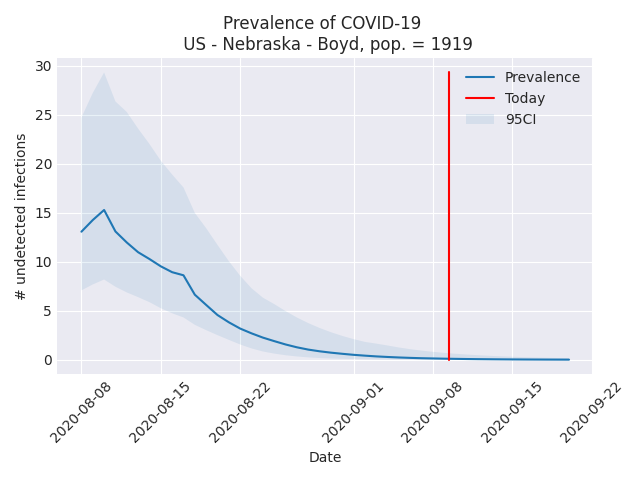 Prevalence of COVID-19
US - Nebraska - Boyd, pop. = 1919
30
25
20
15
10
5
0
# undetected infections
Prevalence
Today
95CI
2020-08-08
2020-08-15
2020-08-22
2020-09-01
2020-09-08
2020-09-15
2020-09-22
Date